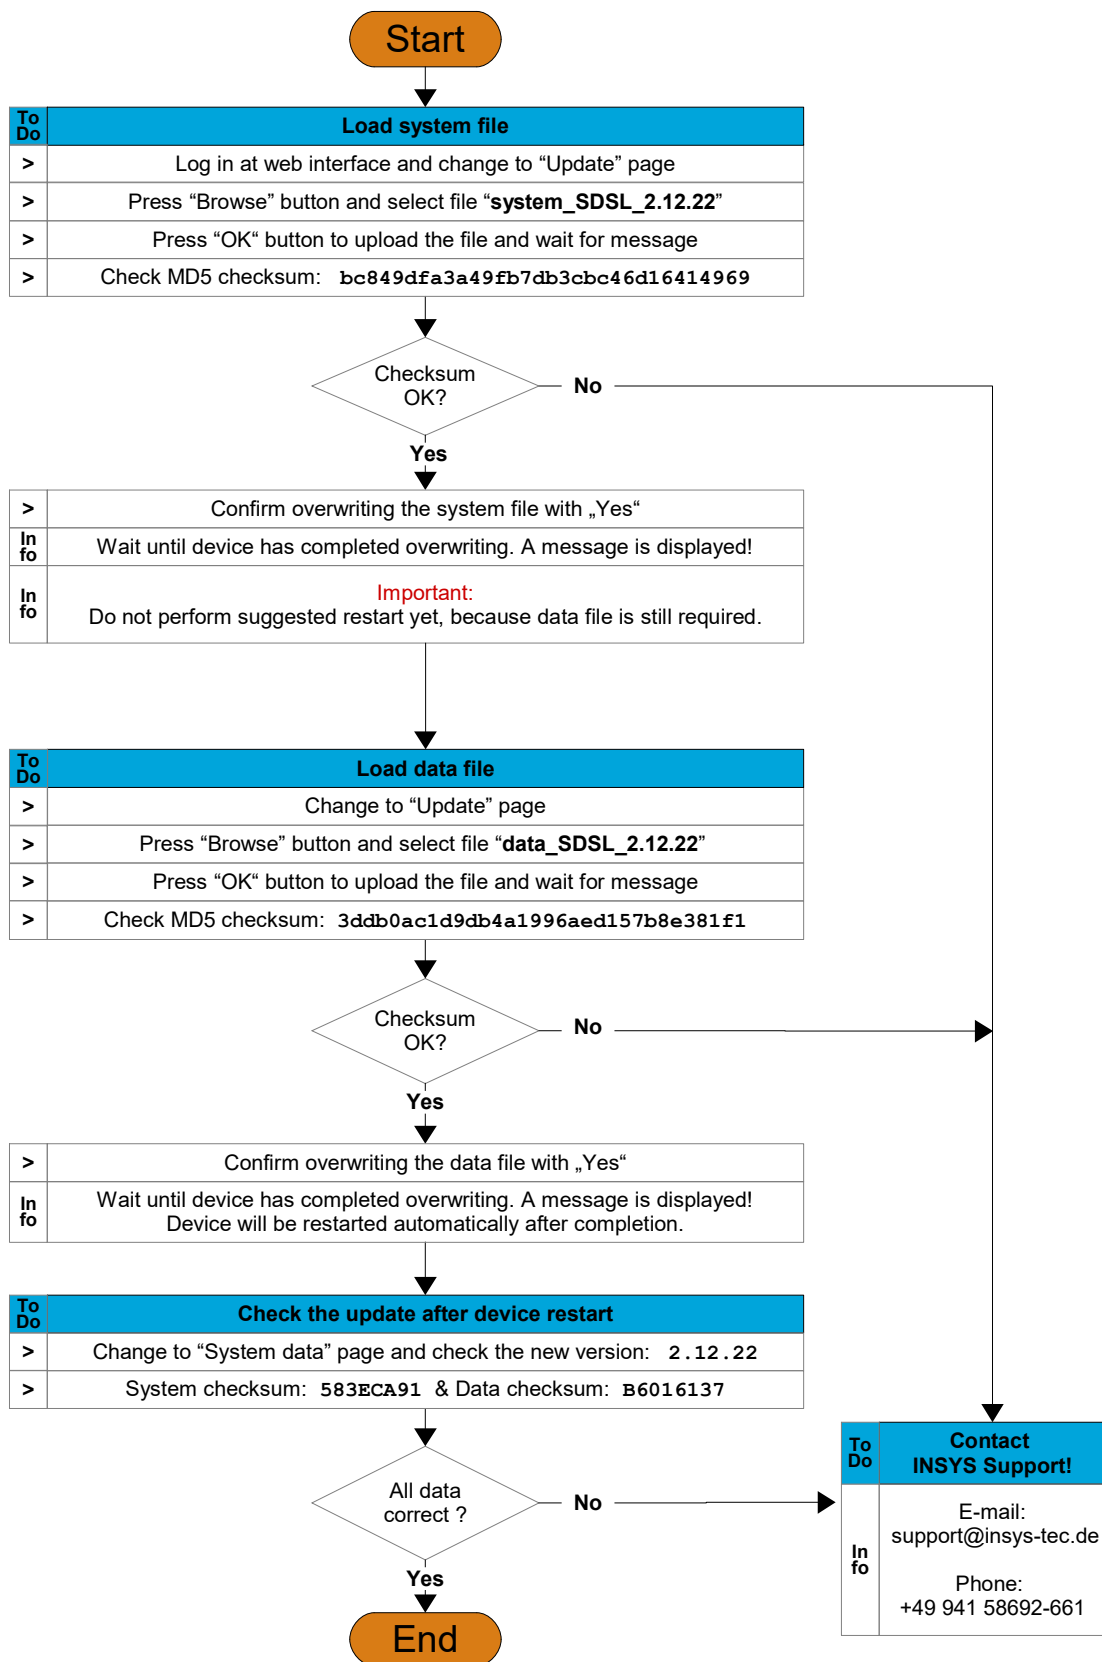 Start
To Do Load system file
> Log in at web interface and change to “Update” page
> Press “Browse” button and select file “system_SDSL_2.12.22”
> Press “OK“ button to upload the file and wait for message
> Check MD5 checksum: bc849dfa3a49fb7db3cbc46d16414969
Checksum
OK?
No
Yes
> Confirm overwriting the system file with „Yes“
In fo Wait until device has completed overwriting. A message is displayed!
In fo Important:
Do not perform suggested restart yet, because data file is still required.
To Do Load data file
> Change to “Update” page
> Press “Browse” button and select file “data_SDSL_2.12.22”
> Press “OK“ button to upload the file and wait for message
> Check MD5 checksum: 3ddb0ac1d9db4a1996aed157b8e381f1
Checksum
OK?
No
Yes
> Confirm overwriting the data file with „Yes“
In fo Wait until device has completed overwriting. A message is displayed!
Device will be restarted automatically after completion.
To Do Check the update after device restart
> Change to “System data” page and check the new version: 2.12.22
> System checksum: 583ECA91 & Data checksum: B6016137
All data
correct ?
No
Yes
End
To Do Contact
INSYS Support!
In fo E-mail:
support@insys-tec.de
Phone:
+49 941 58692-661